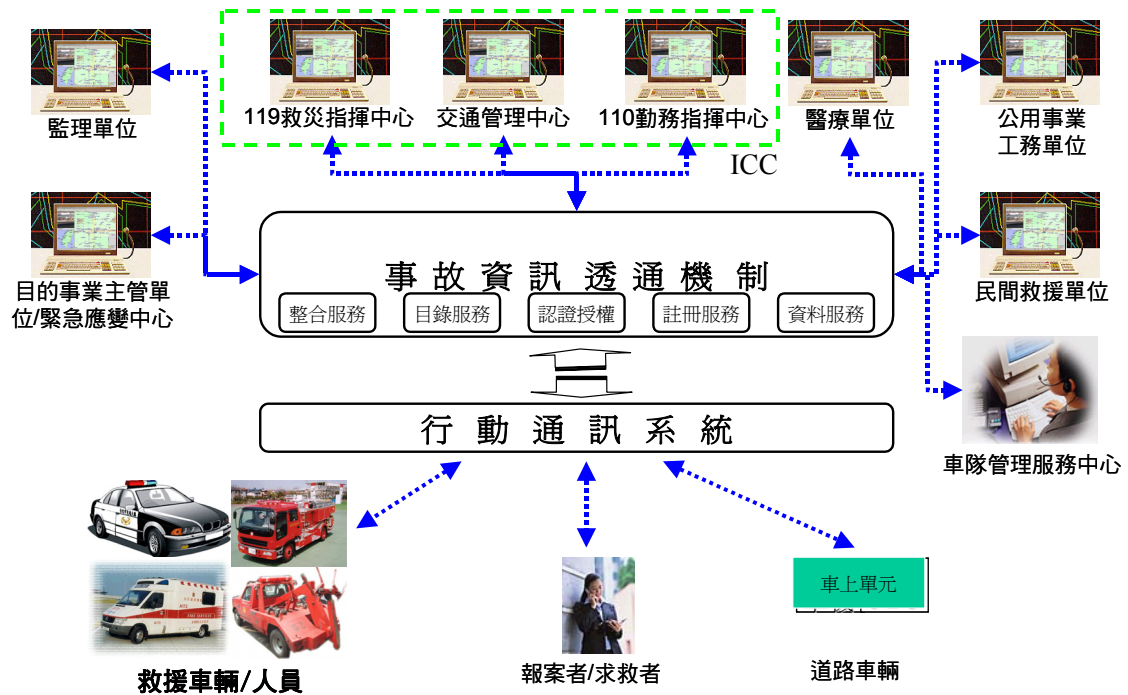 監理單位
119救災指揮中心
交通管理中心
110勤務指揮中心
ICC
醫療單位
公用事業
工務單位
目的事業主管單
位/緊急應變中心
民間救援單位
事故資訊透通機制
整合服務
目錄服務
認證授權
註冊服務
資料服務
行動通訊系統
車隊管理服務中心
救援車輛/人員
報案者/求救者
車上單元
道路車輛